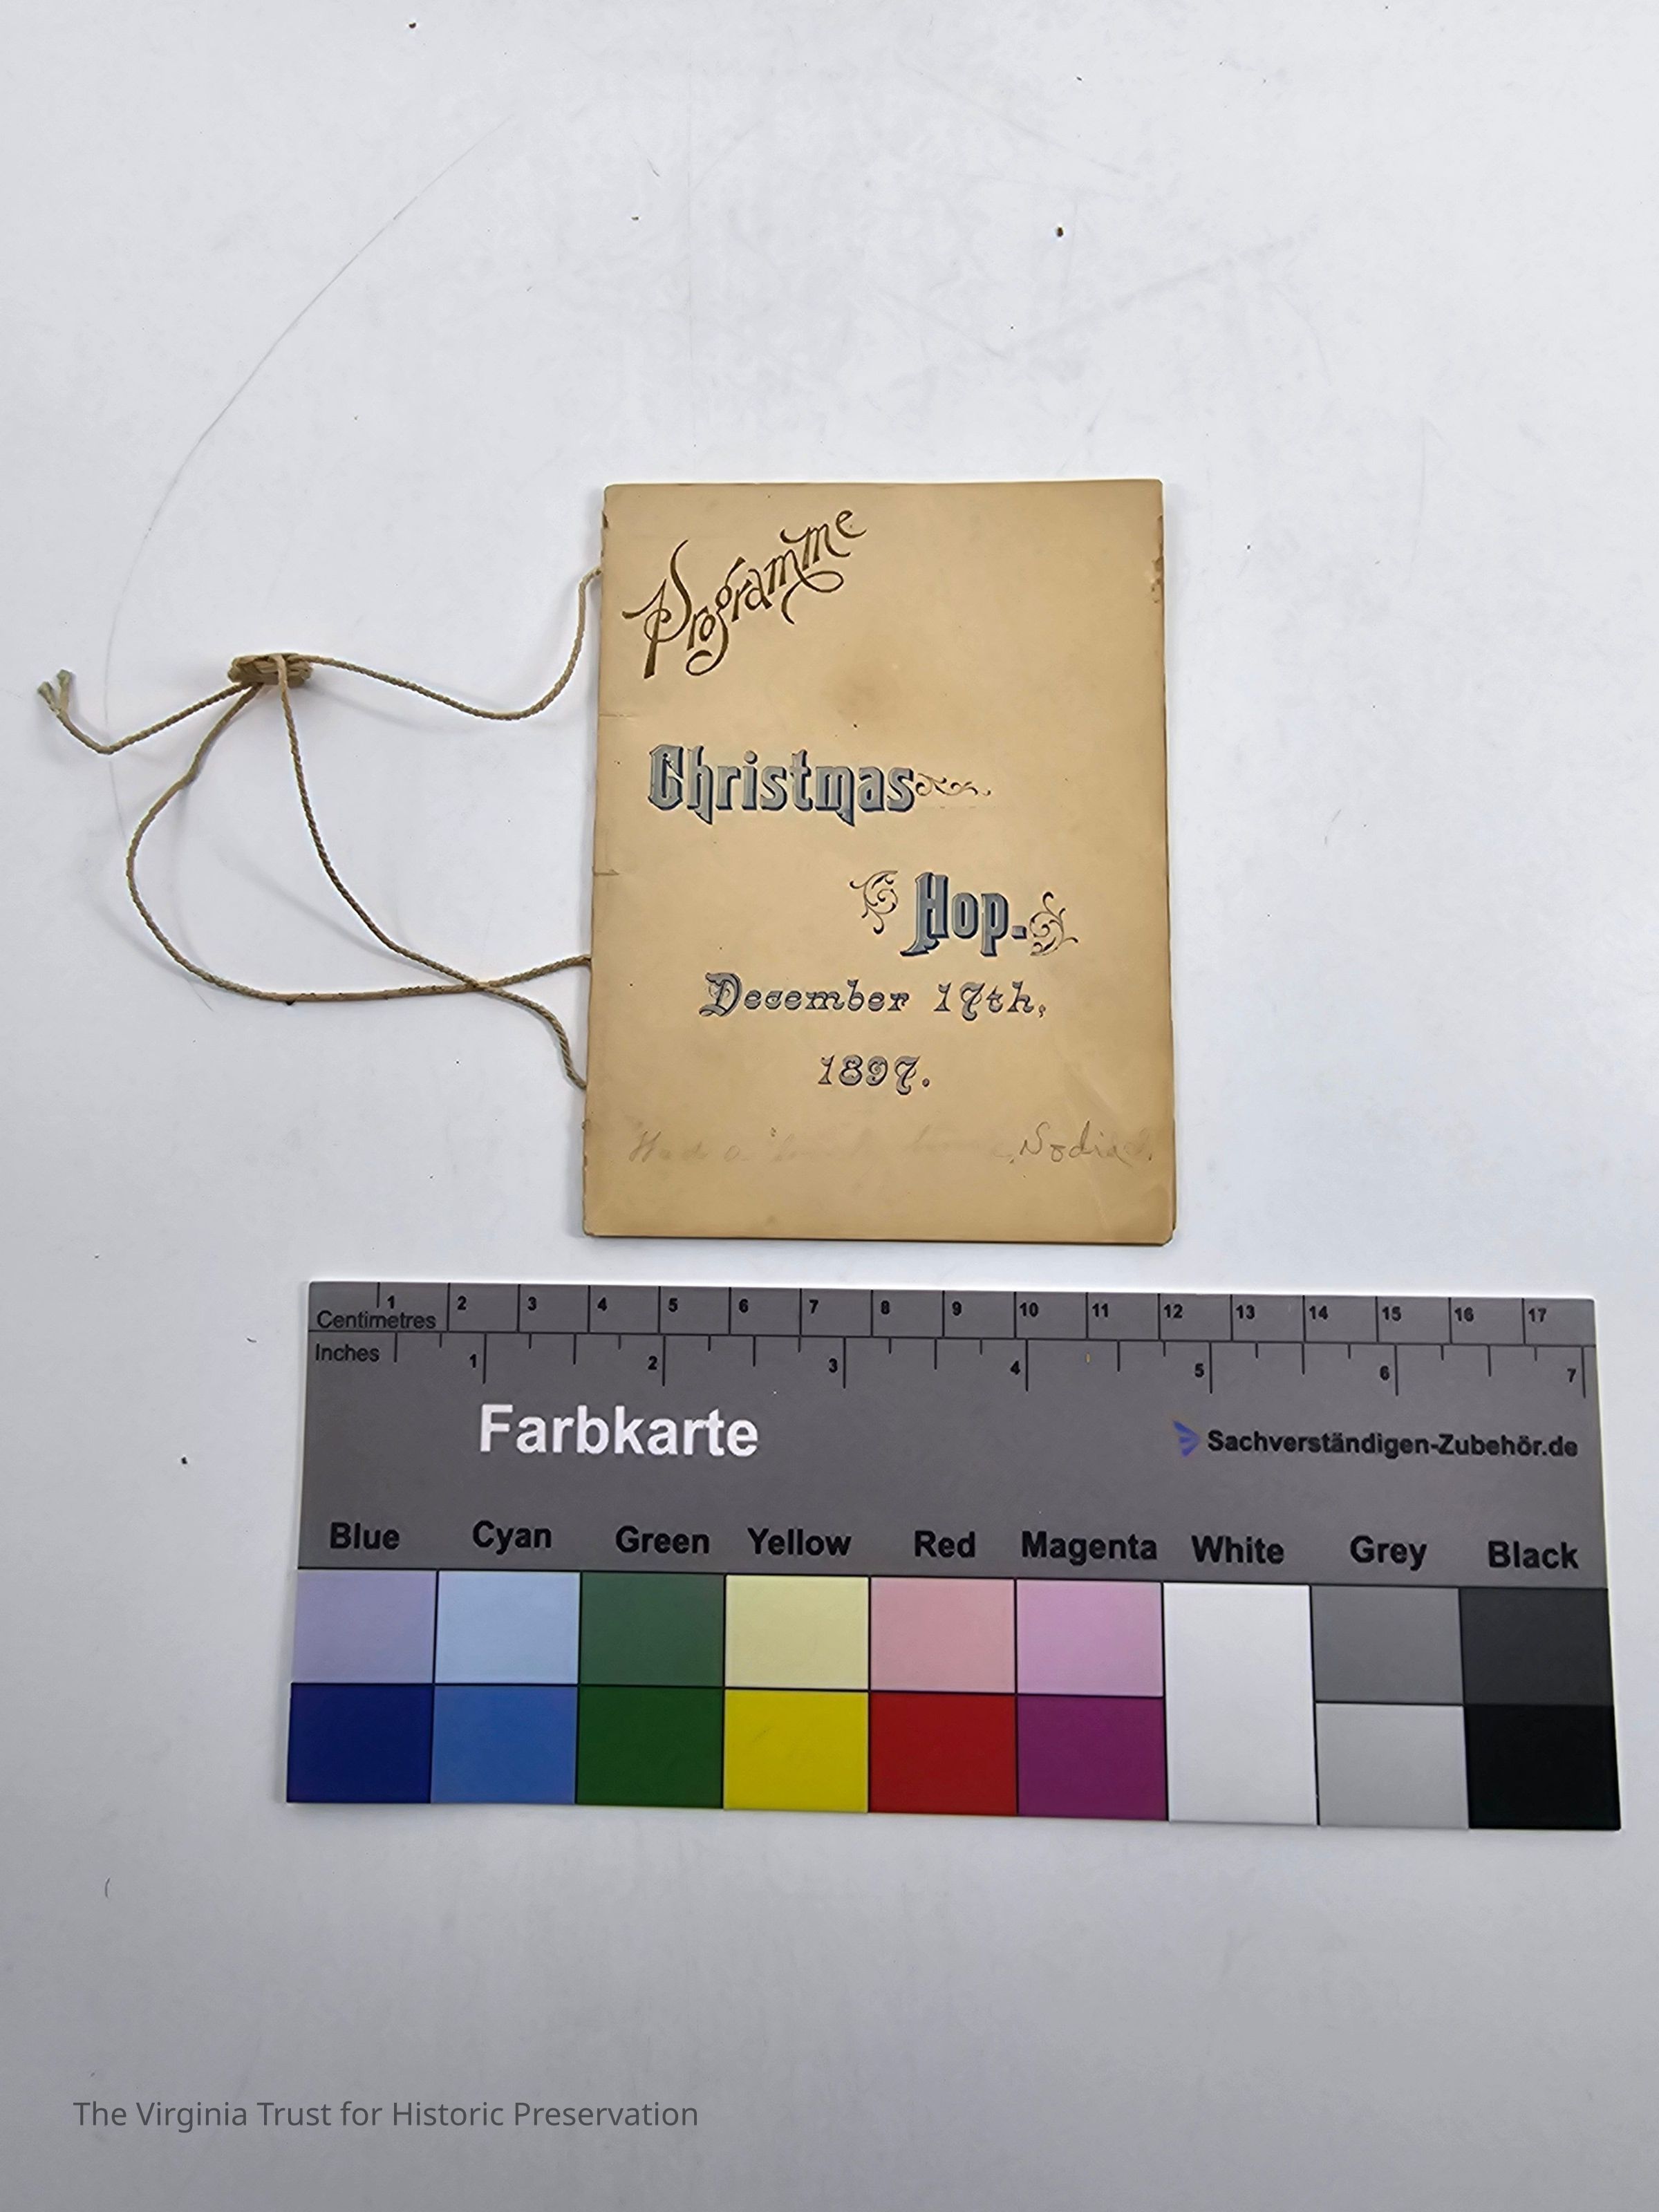 Programme
Christmas
Hop.
December 17th,
1897.
Had a
Centimetres 1 2 3 4 5 6 7 8 9 10 11 12 13 14 15 16 17
Inches 1 2 3 4 5 6 7
Farbkarte
Sachverständigen-Zubehör.de
Blue Cyan Green Yellow Red Magenta White Grey Black
The Virginia Trust for Historic Preservation